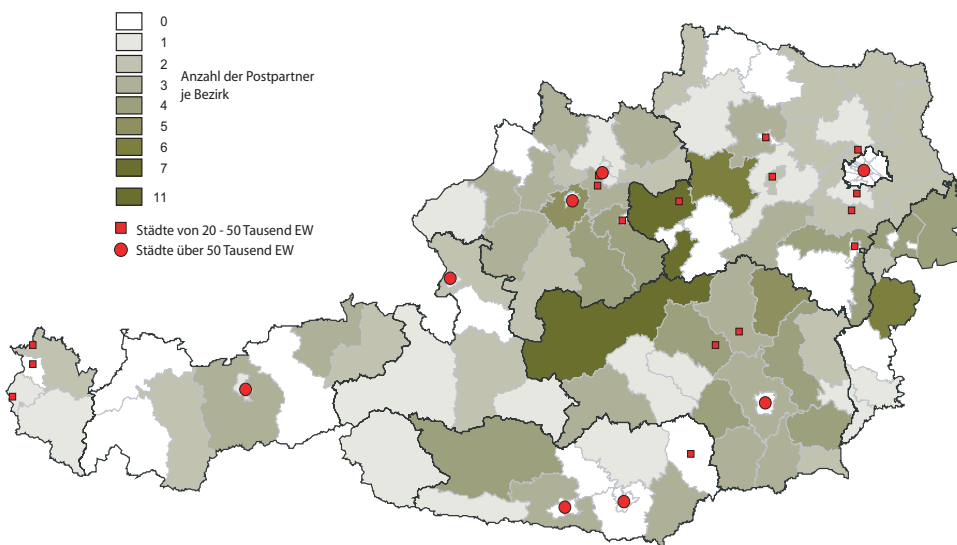 0
1
2
3
4
5
6
7
11
Anzahl der Postpartner
je Bezirk
Städte von 20 - 50 Tausend EW
Städte über 50 Tausend EW